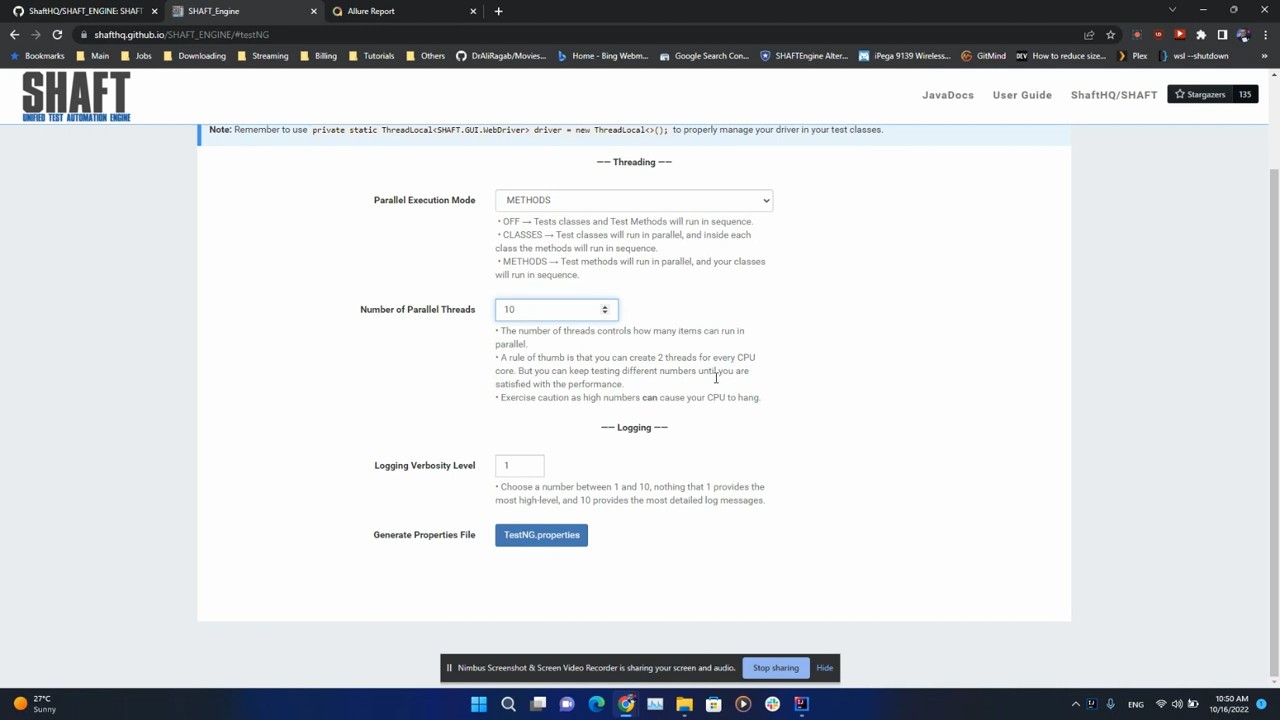 ShaftHQ/SHAFT_ENGINE: SHAFT
SHAFT_Engine
Allure Report
shafthq.github.io/SHAFT_ENGINE/#testNG
Bookmarks
Main
Jobs
Downloading
Streaming
Billing
Tutorials
Others
DrAliRagab/Movies...
Home - Bing Webm...
Google Search Con...
SHAFTEngine Alter...
iPega 9139 Wireless...
GitMind
How to reduce size...
Plex
wsl --shutdown
SHAFT
UNIFIED TEST AUTOMATION ENGINE
JavaDocs
User Guide
ShaftHQ/SHAFT
Stargazers
135
Note: Remember to use private static ThreadLocal<SHAFT.GUI.WebDriver> driver = new ThreadLocal<>(); to properly manage your driver in your test classes.
—— Threading ——
Parallel Execution Mode
METHODS
• OFF → Tests classes and Test Methods will run in sequence.
• CLASSES → Test classes will run in parallel, and inside each
class the methods will run in sequence.
• METHODS → Test methods will run in parallel, and your classes
will run in sequence.
Number of Parallel Threads
10
• The number of threads controls how many items can run in
parallel.
• A rule of thumb is that you can create 2 threads for every CPU
core. But you can keep testing different numbers until you are
satisfied with the performance.
• Exercise caution as high numbers can cause your CPU to hang.
—— Logging ——
Logging Verbosity Level
1
• Choose a number between 1 and 10, nothing that 1 provides the
most high-level, and 10 provides the most detailed log messages.
Generate Properties File
TestNG.properties
Nimbus Screenshot & Screen Video Recorder is sharing your screen and audio.
Stop sharing
Hide
27°C
Sunny
ENG
10:50 AM
10/16/2022